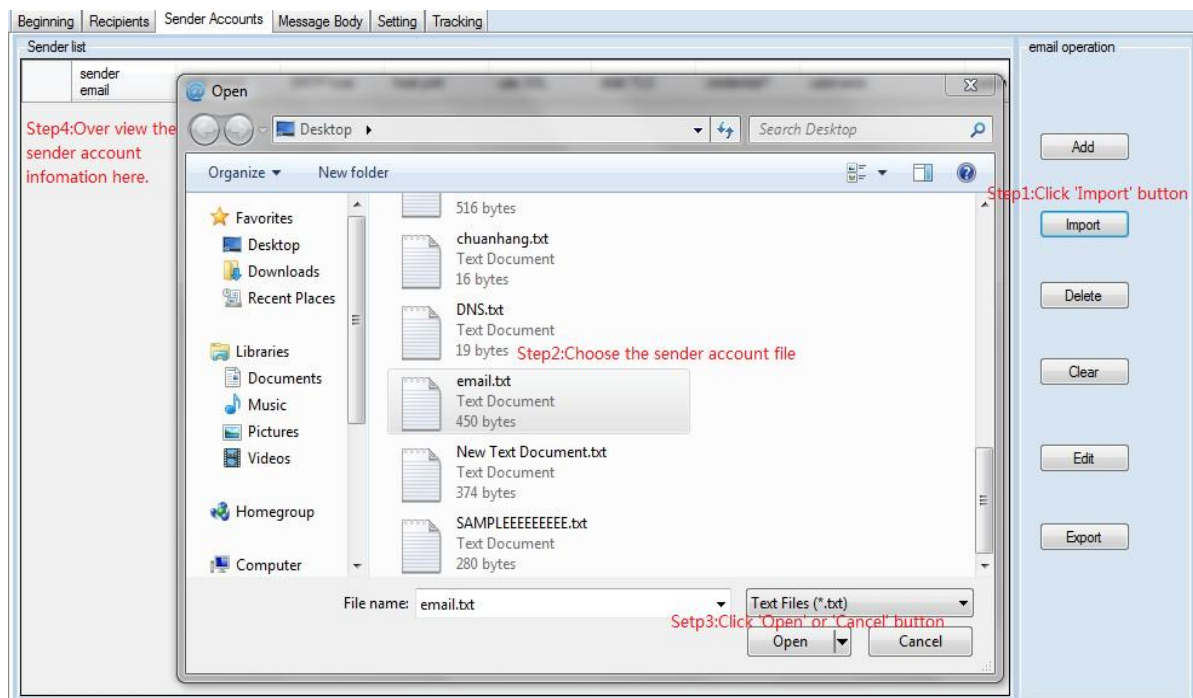 Beginning Recipients Sender Accounts Message Body Setting Tracking
Sender list
email operation
sender
email
Open
Step4:Over view the
sender account
infomation here.
Desktop
Search Desktop
Organize New folder
Favorites
Desktop
Downloads
Recent Places
Libraries
Documents
Music
Pictures
Videos
Homegroup
Computer
516 bytes
chuanhang.txt
Text Document
16 bytes
DNS.txt
Text Document
19 bytes
Step2:Choose the sender account file
email.txt
Text Document
450 bytes
New Text Document.txt
Text Document
374 bytes
SAMPLEEEEEEEEE.txt
Text Document
280 bytes
File name: email.txt
Text Files (*.txt)
Setp3:Click 'Open' or 'Cancel' button
Open Cancel
Add
Step1:Click 'Import' button
Import
Delete
Clear
Edit
Export